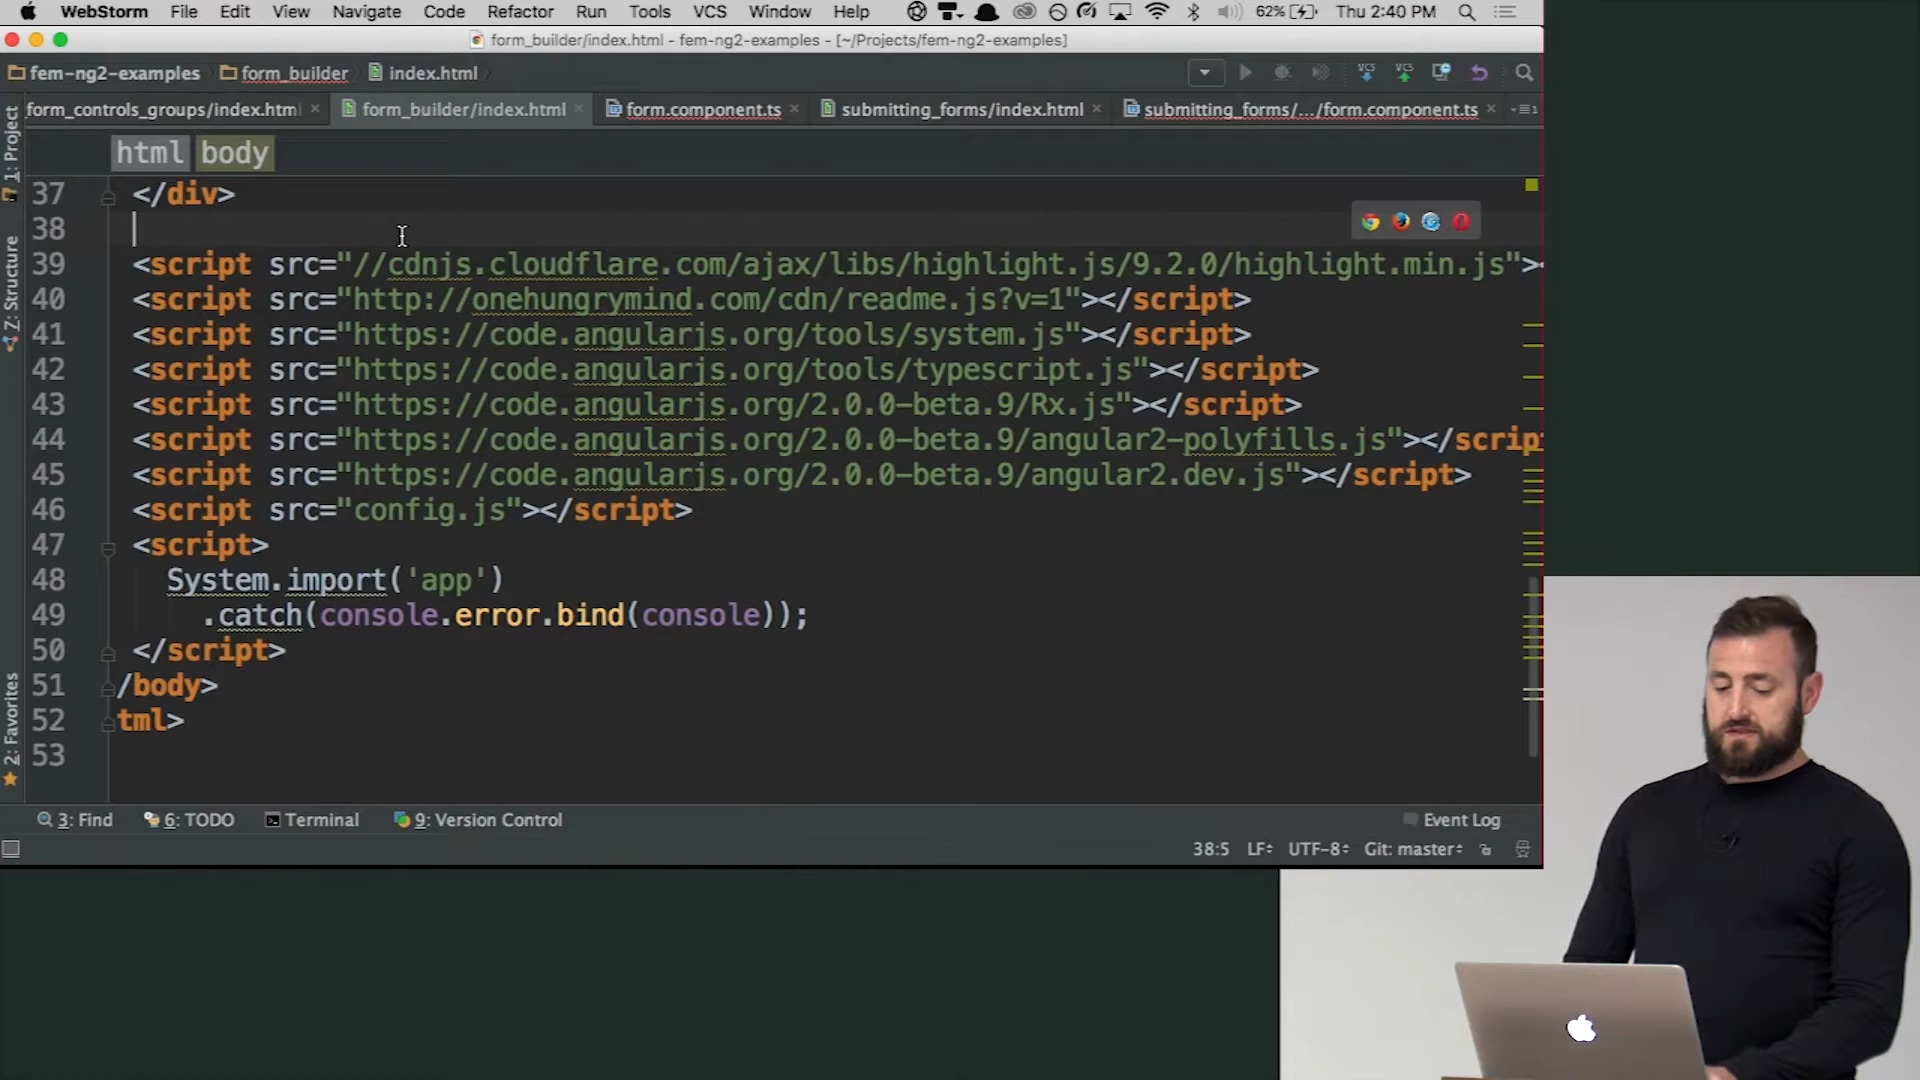 WebStorm File Edit View Navigate Code Refactor Run Tools VCS Window Help 62% Thu 2:40 PM
form_builder/index.html - fem-ng2-examples - [~/Projects/fem-ng2-examples]
fem-ng2-examples form_builder index.html VCS VCS
form_controls_groups/index.html form_builder/index.html form.component.ts submitting_forms/index.html submitting_forms/.../form.component.ts
1: Project
Z: Structure
2: Favorites
html body
37 </div>
38
39 <script src="//cdnjs.cloudflare.com/ajax/libs/highlight.js/9.2.0/highlight.min.js"><
40 <script src="http://onehungrymind.com/cdn/readme.js?v=1"></script>
41 <script src="https://code.angularjs.org/tools/system.js"></script>
42 <script src="https://code.angularjs.org/tools/typescript.js"></script>
43 <script src="https://code.angularjs.org/2.0.0-beta.9/Rx.js"></script>
44 <script src="https://code.angularjs.org/2.0.0-beta.9/angular2-polyfills.js"></scrip
45 <script src="https://code.angularjs.org/2.0.0-beta.9/angular2.dev.js"></script>
46 <script src="config.js"></script>
47 <script>
48 System.import('app')
49 .catch(console.error.bind(console));
50 </script>
51 /body>
52 tml>
53
3: Find 6: TODO Terminal 9: Version Control Event Log
38:5 LF UTF-8 Git: master